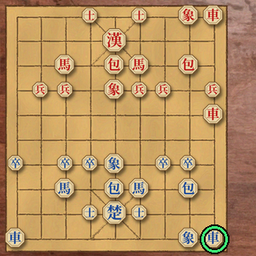 士 士 象 車
漢
馬 包 馬 包
兵 兵 象 兵 兵 兵
車
卒 卒 卒 象 卒 卒
馬 包 馬 包
士 楚 士
車 象 車